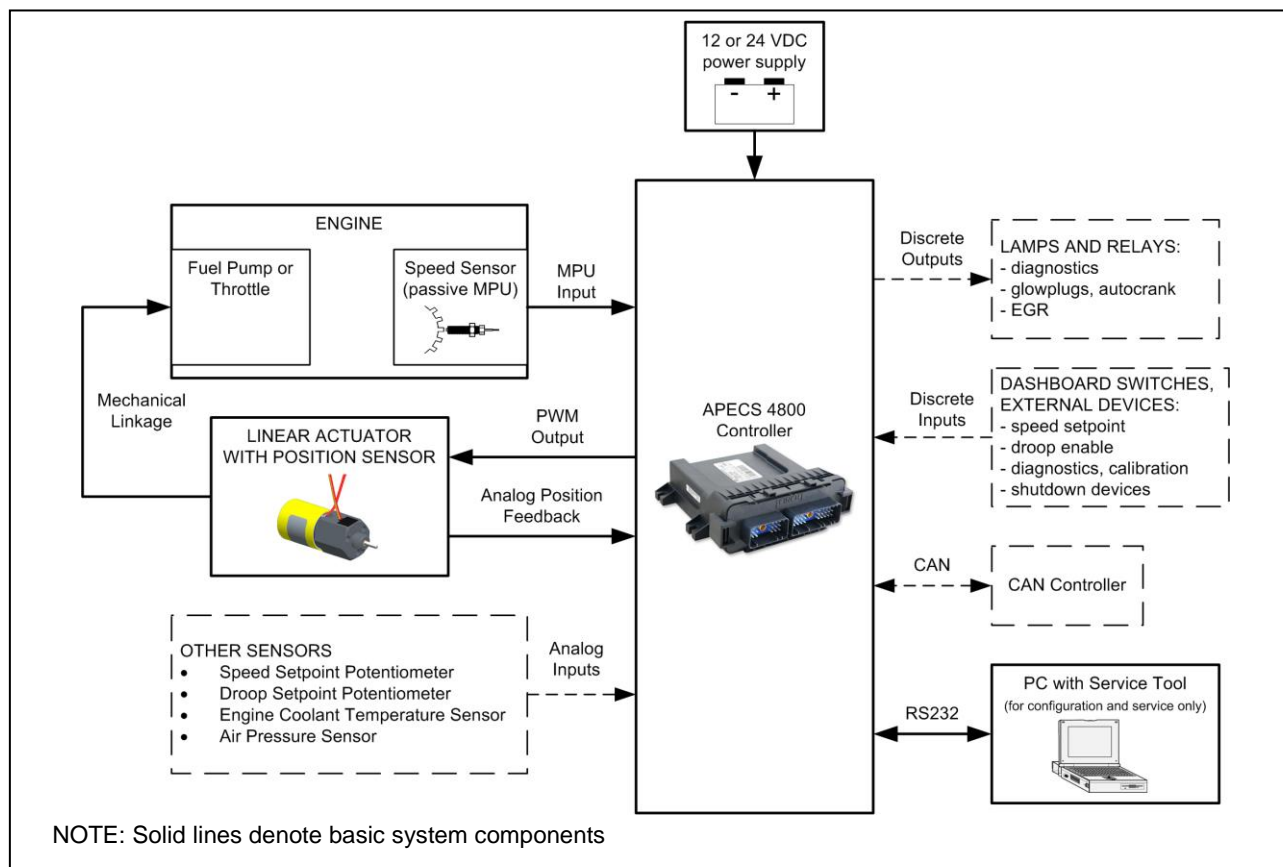 12 or 24 VDC
power supply
- +
ENGINE
Fuel Pump or
Throttle
Speed Sensor
(passive MPU)
MPU
Input
Mechanical
Linkage
LINEAR ACTUATOR
WITH POSITION SENSOR
PWM
Output
Analog Position
Feedback
OTHER SENSORS
• Speed Setpoint Potentiometer
• Droop Setpoint Potentiometer
• Engine Coolant Temperature Sensor
• Air Pressure Sensor
Analog
Inputs
APECS 4800
Controller
Discrete
Outputs
LAMPS AND RELAYS:
- diagnostics
- glowplugs, autocrank
- EGR
Discrete
Inputs
DASHBOARD SWITCHES,
EXTERNAL DEVICES:
- speed setpoint
- droop enable
- diagnostics, calibration
- shutdown devices
CAN
CAN Controller
RS232
PC with Service Tool
(for configuration and service only)
NOTE: Solid lines denote basic system components